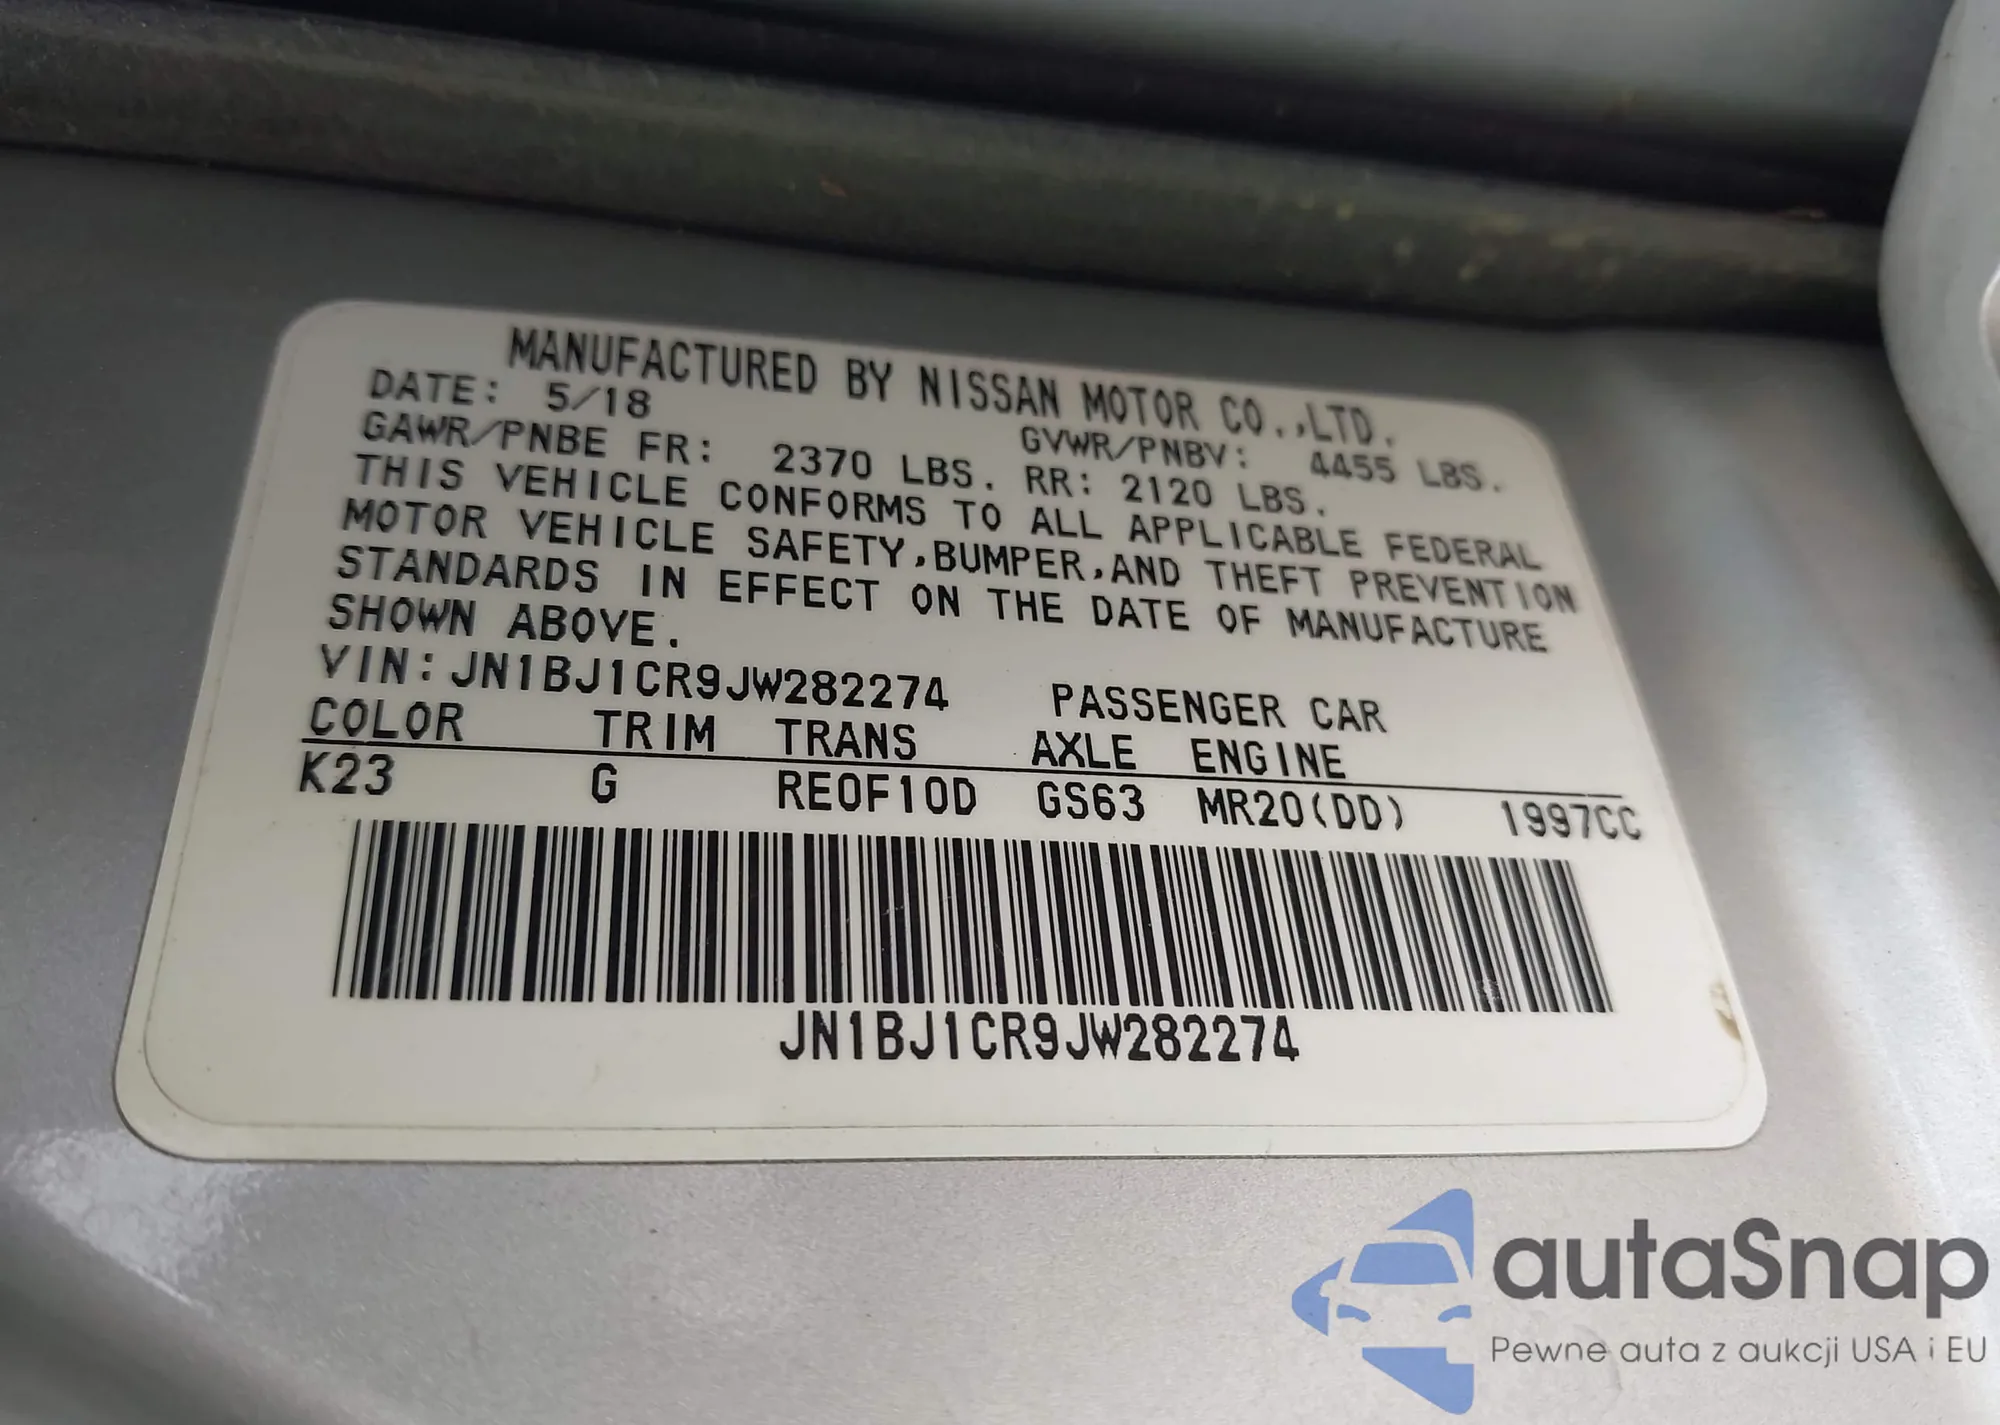 MANUFACTURED BY NISSAN MOTOR CO.,LTD.
DATE: 5/18 GVWR/PNBV: 4455 LBS.
GAWR/PNBE FR: 2370 LBS. RR: 2120 LBS.
THIS VEHICLE CONFORMS TO ALL APPLICABLE FEDERAL
MOTOR VEHICLE SAFETY,BUMPER,AND THEFT PREVENTION
STANDARDS IN EFFECT ON THE DATE OF MANUFACTURE
SHOWN ABOVE.
VIN:JN1BJ1CR9JW282274 PASSENGER CAR
COLOR TRIM TRANS AXLE ENGINE
K23 G RE0F10D GS63 MR20(DD) 1997CC
JN1BJ1CR9JW282274
autaSnap
Pewne auta z aukcji USA i EU